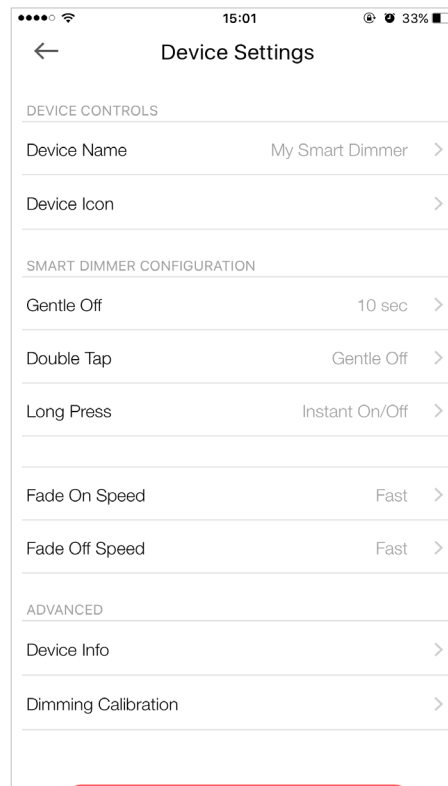 15:01
33%
Device Settings
DEVICE CONTROLS
Device Name My Smart Dimmer
Device Icon
SMART DIMMER CONFIGURATION
Gentle Off 10 sec
Double Tap Gentle Off
Long Press Instant On/Off
Fade On Speed Fast
Fade Off Speed Fast
ADVANCED
Device Info
Dimming Calibration